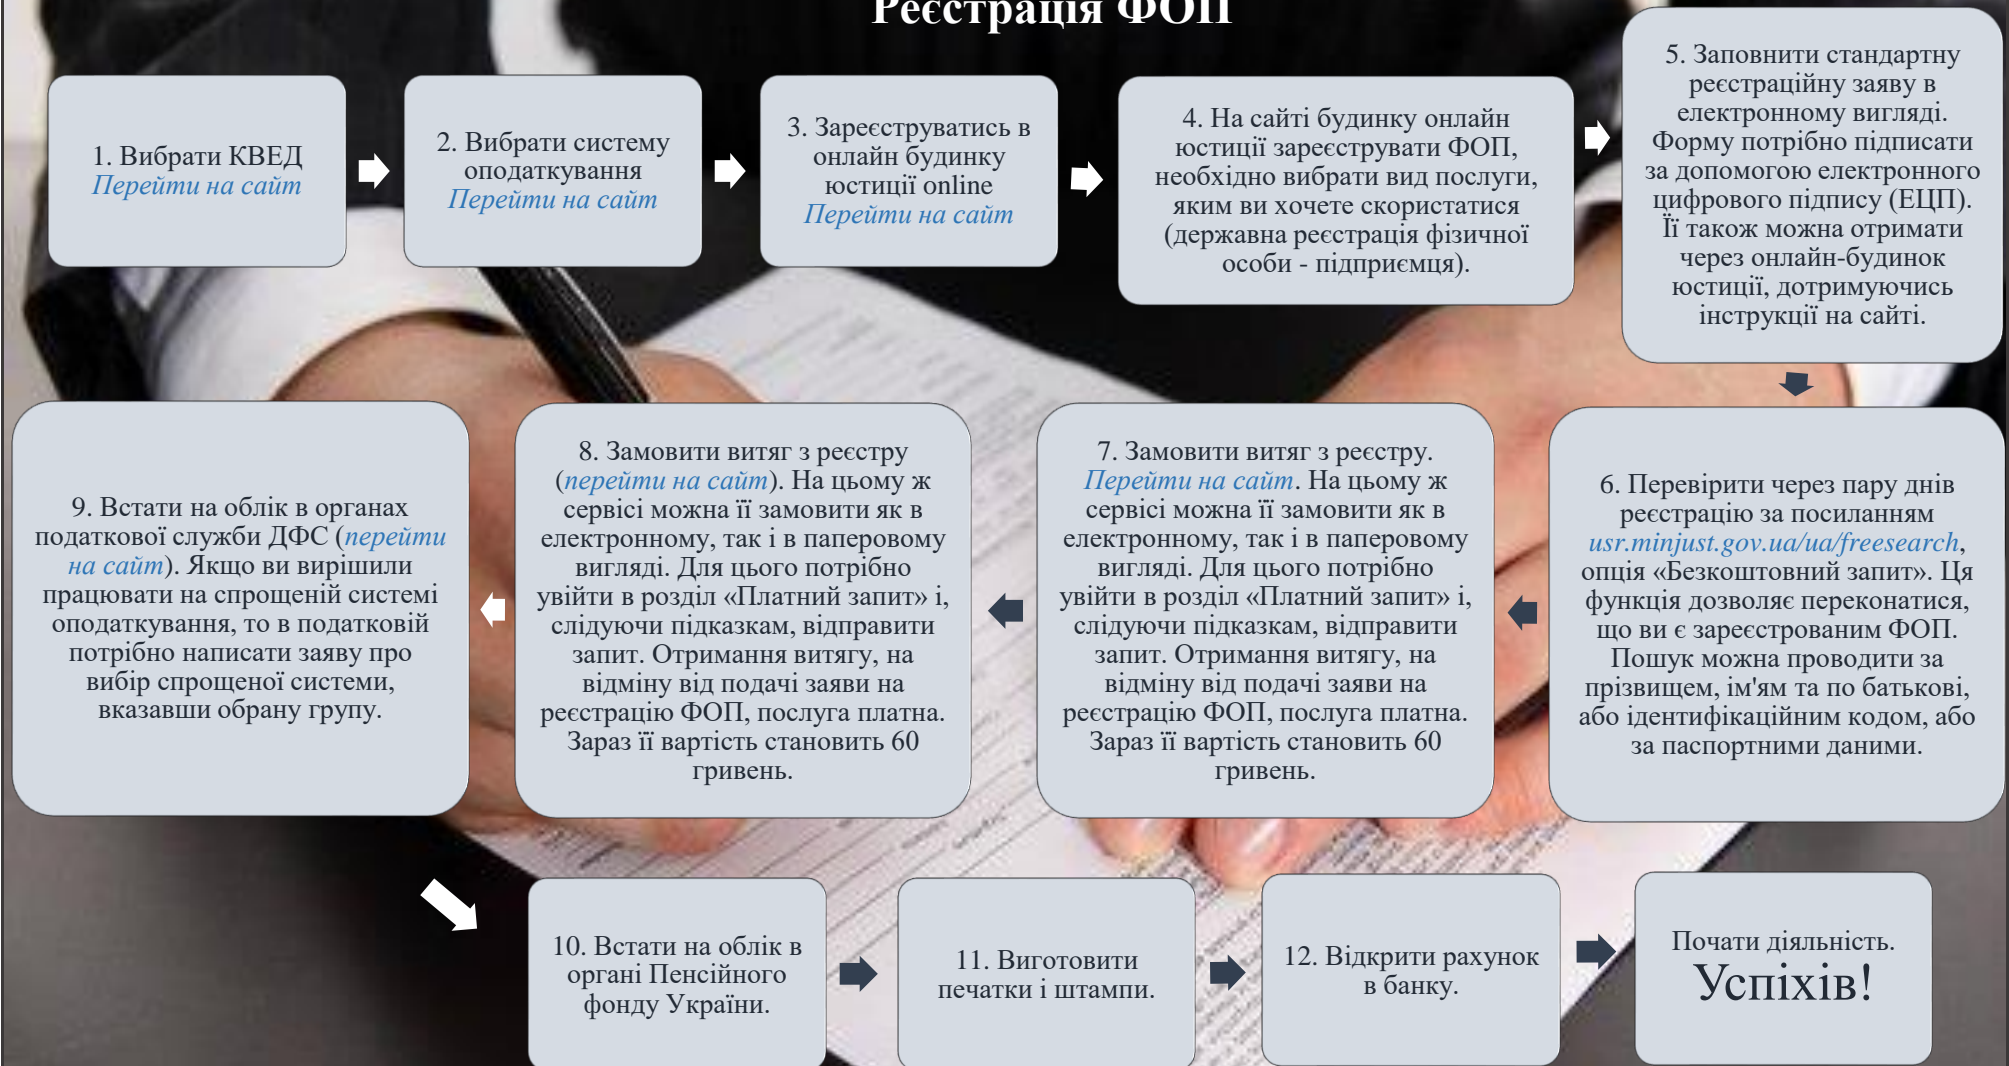 Реєстрація ФОП
1. Вибрати КВЕД
Перейти на сайт
2. Вибрати систему
оподаткування
Перейти на сайт
3. Зареєструватись в
онлайн будинку
юстиції online
Перейти на сайт
4. На сайті будинку онлайн
юстиції зареєструвати ФОП,
необхідно вибрати вид послуги,
яким ви хочете скористатися
(державна реєстрація фізичної
особи - підприємця).
5. Заповнити стандартну
реєстраційну заяву в
електронному вигляді.
Форму потрібно підписати
за допомогою електронного
цифрового підпису (ЕЦП).
Її також можна отримати
через онлайн-будинок
юстиції, дотримуючись
інструкції на сайті.
6. Перевірити через пару днів
реєстрацію за посиланням
usr.minjust.gov.ua/ua/freesearch,
опція «Безкоштовний запит». Ця
функція дозволяє переконатися,
що ви є зареєстрованим ФОП.
Пошук можна проводити за
прізвищем, ім'ям та по батькові,
або ідентифікаційним кодом, або
за паспортними даними.
7. Замовити витяг з реєстру.
Перейти на сайт. На цьому ж
сервісі можна її замовити як в
електронному, так і в паперовому
вигляді. Для цього потрібно
увійти в розділ «Платний запит» і,
слідуючи підказкам, відправити
запит. Отримання витягу, на
відміну від подачі заяви на
реєстрацію ФОП, послуга платна.
Зараз її вартість становить 60
гривень.
8. Замовити витяг з реєстру
(перейти на сайт). На цьому ж
сервісі можна її замовити як в
електронному, так і в паперовому
вигляді. Для цього потрібно
увійти в розділ «Платний запит» і,
слідуючи підказкам, відправити
запит. Отримання витягу, на
відміну від подачі заяви на
реєстрацію ФОП, послуга платна.
Зараз її вартість становить 60
гривень.
9. Встати на облік в органах
податкової служби ДФС (перейти
на сайт). Якщо ви вирішили
працювати на спрощеній системі
оподаткування, то в податковій
потрібно написати заяву про
вибір спрощеної системи,
вказавши обрану групу.
10. Встати на облік в
органі Пенсійного
фонду України.
11. Виготовити
печатки і штампи.
12. Відкрити рахунок
в банку.
Почати діяльність.
Успіхів!